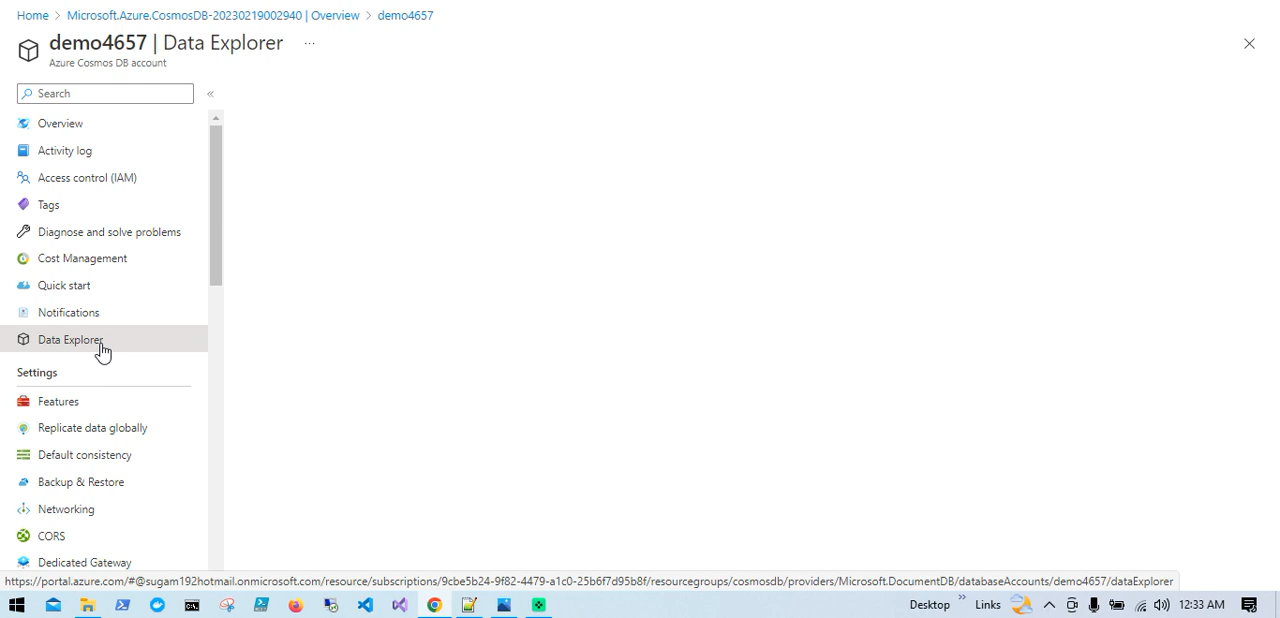 Home > Microsoft.Azure.CosmosDB-20230219002940 | Overview > demo4657
demo4657 | Data Explorer ...
Azure Cosmos DB account
Search «
Overview
Activity log
Access control (IAM)
Tags
Diagnose and solve problems
Cost Management
Quick start
Notifications
Data Explorer
Settings
Features
Replicate data globally
Default consistency
Backup & Restore
Networking
CORS
Dedicated Gateway
https://portal.azure.com/#@sugam192hotmail.onmicrosoft.com/resource/subscriptions/9cbe5b24-9f82-4479-a1c0-25b6f7d95b8f/resourcegroups/cosmosdb/providers/Microsoft.DocumentDB/databaseAccounts/demo4657/dataExplorer
Desktop » Links 12:33 AM